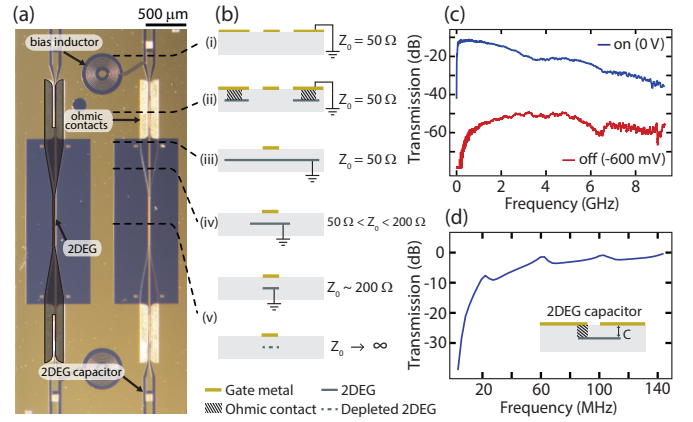 (a)
500 µm
bias inductor
ohmic
contacts
2DEG
2DEG capacitor
(b)
(i)
Z₀ = 50 Ω
(ii)
Z₀ = 50 Ω
(iii)
Z₀ = 50 Ω
(iv)
50 Ω < Z₀ < 200 Ω
(v)
Z₀ ~ 200 Ω
Z₀ → ∞
Gate metal
2DEG
Ohmic contact
Depleted 2DEG
(c)
Transmission (dB)
-20
-40
-60
on (0 V)
off (-600 mV)
0 2 4 6 8
Frequency (GHz)
(d)
Transmission (dB)
0
-10
-20
-30
2DEG capacitor
C
20 60 100 140
Frequency (MHz)